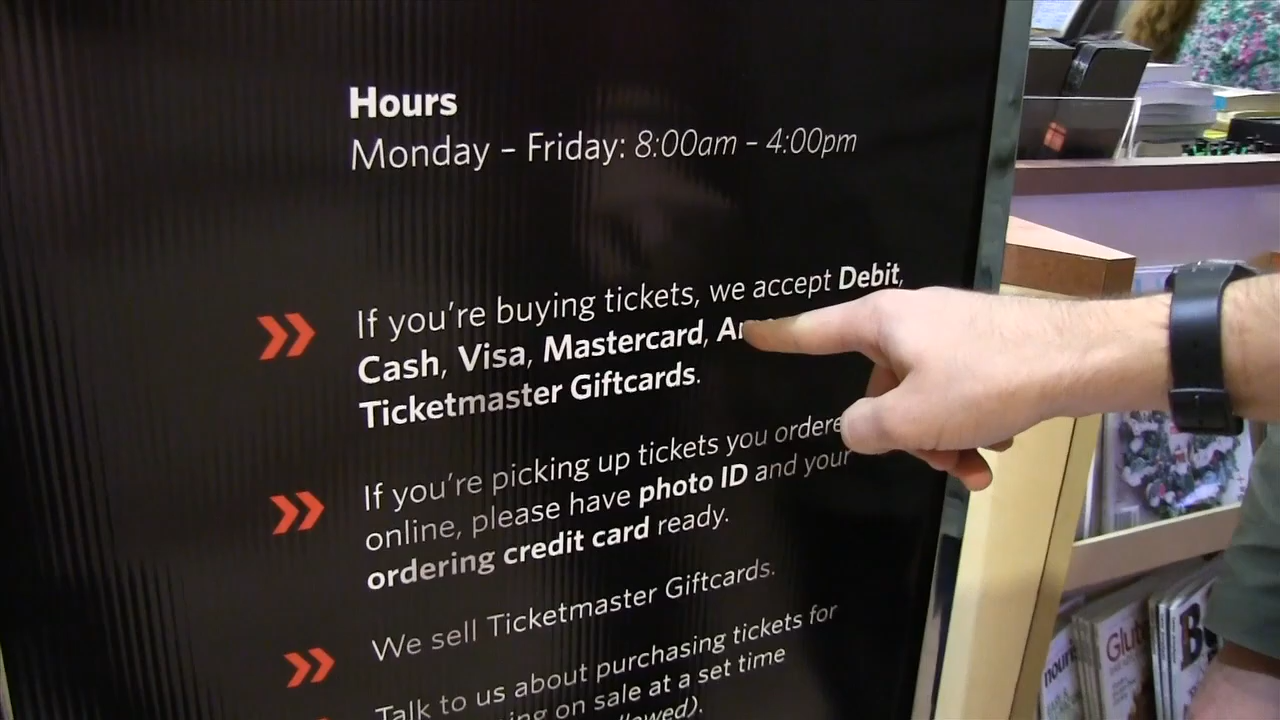 Hours
Monday – Friday: 8:00am – 4:00pm
If you're buying tickets, we accept Debit,
Cash, Visa, Mastercard,
Ticketmaster Giftcards.
If you're picking up tickets you
online, please have photo ID and your
ordering credit card ready.
We sell Ticketmaster Giftcards.
Talk to us about purchasing tickets for
on sale at a set time